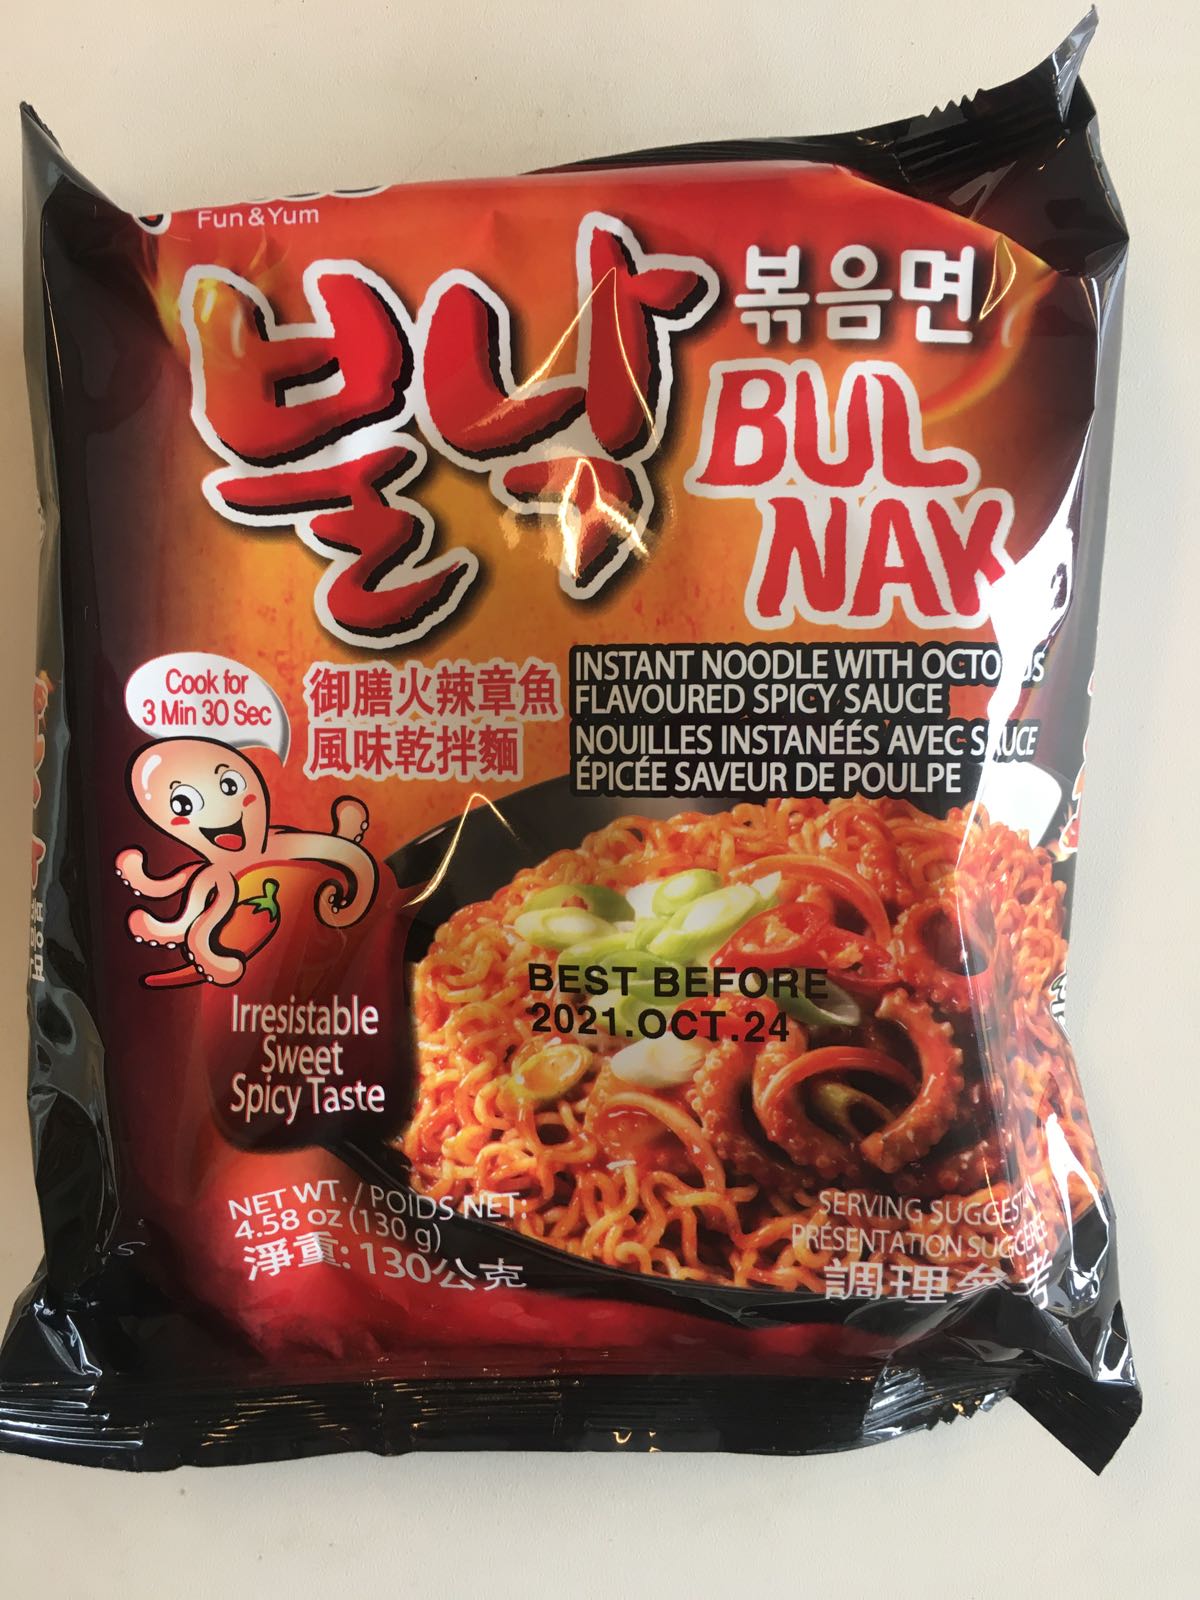 Fun & Yum
불낙
볶음면
BUL
NAK
Cook for
3 Min 30 Sec
御膳火辣章魚
風味乾拌麵
INSTANT NOODLE WITH OCTO US
FLAVOURED SPICY SAUCE
NOUILLES INSTANÉÉS AVEC SAUCE
ÉPICÉE SAVEUR DE POULPE
BEST BEFORE
2021.OCT.24
Irresistable
Sweet
Spicy Taste
NET WT. / POIDS NET:
4.58 oz (130 g)
淨重: 130公克
SERVING SUGGESTIN
PRÉSENTATION SUGGÉRÉE
調理參考